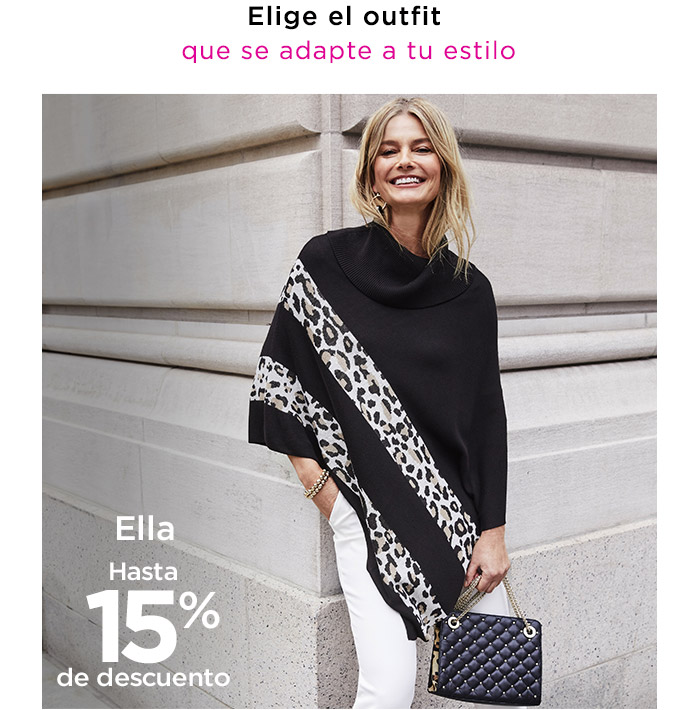 Elige el outfit
que se adapte a tu estilo
Ella
Hasta
15%
de descuento